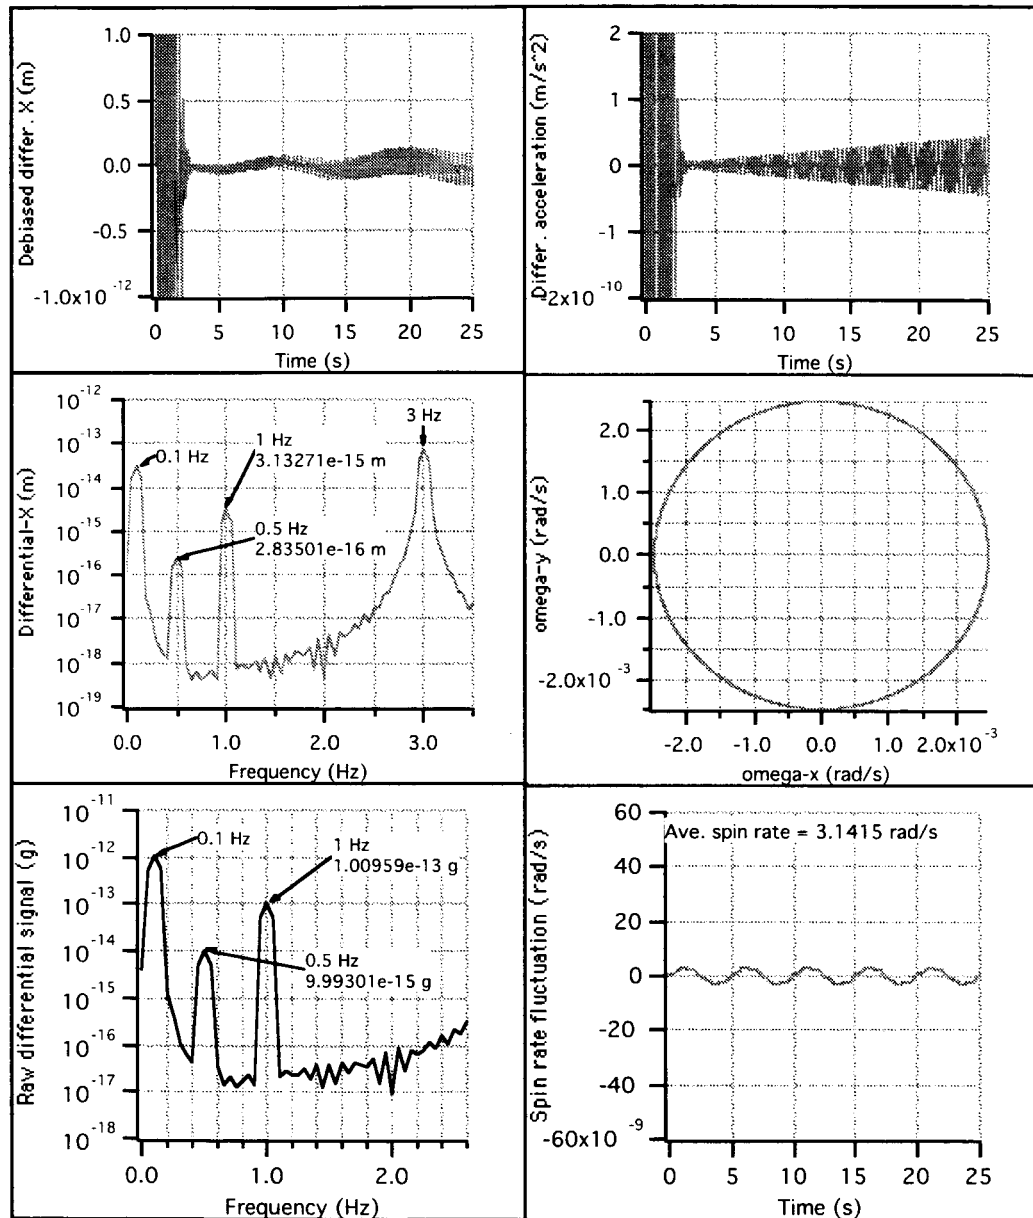 Debiased differ. X (m)
1.0
0.5
0.0
-0.5
-1.0x10 -12
0 5 10 15 20 25
Time (s)
Differ. acceleration (m/s^2)
2
1
0
-1
-2x10 -10
0 5 10 15 20 25
Time (s)
Differential-X (m)
10-12
10-13
10-14
10-15
10-16
10-17
10-18
10-19
0.1 Hz
1 Hz
3.13271e-15 m
0.5 Hz
2.83501e-16 m
3 Hz
0.0 1.0 2.0 3.0
Frequency (Hz)
omega-y (rad/s)
2.0
1.0
0.0
-1.0
-2.0x10 -3
-2.0 -1.0 0.0 1.0 2.0x10-3
omega-x (rad/s)
Raw differential signal (g)
10-11
10-12
10-13
10-14
10-15
10-16
10-17
10-18
0.1 Hz
1 Hz
1.00959e-13 g
0.5 Hz
9.99301e-15 g
0.0 1.0 2.0
Frequency (Hz)
Spin rate fluctuation (rad/s)
60
40
20
0
-20
-40
-60x10 -9
Ave. spin rate = 3.1415 rad/s
0 5 10 15 20 25
Time (s)